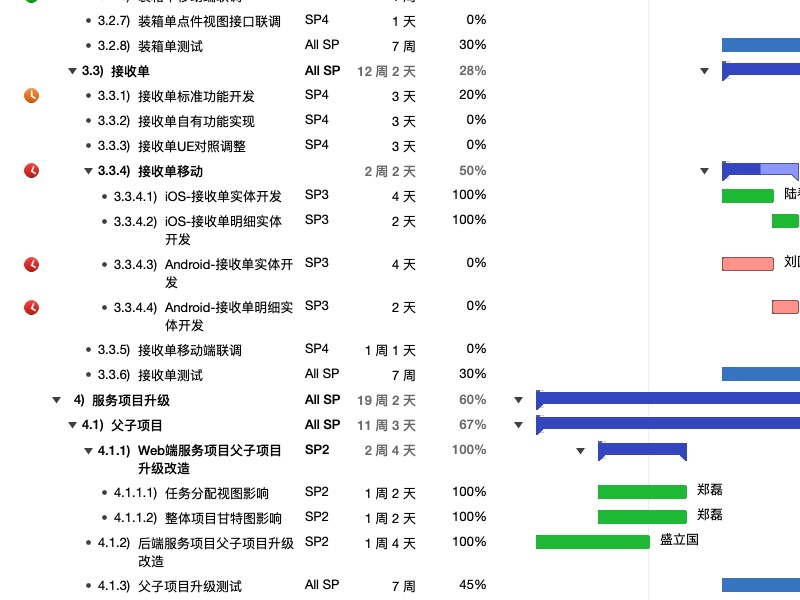 3.2.7) 装箱单点件视图接口联调 SP4 1 天 0%
3.2.8) 装箱单测试 All SP 7 周 30%
3.3) 接收单 All SP 12 周 2 天 28%
3.3.1) 接收单标准功能开发 SP4 3 天 20%
3.3.2) 接收单自有功能实现 SP4 3 天 0%
3.3.3) 接收单UE对照调整 SP4 3 天 0%
3.3.4) 接收单移动 2 周 2 天 50%
3.3.4.1) iOS-接收单实体开发 SP3 4 天 100%
3.3.4.2) iOS-接收单明细实体 SP3 2 天 100%
开发
3.3.4.3) Android-接收单实体开 SP3 4 天 0%
发
3.3.4.4) Android-接收单明细实 SP3 2 天 0%
体开发
3.3.5) 接收单移动端联调 SP4 1 周 1 天 0%
3.3.6) 接收单测试 All SP 7 周 30%
4) 服务项目升级 All SP 19 周 2 天 60%
4.1) 父子项目 All SP 11 周 3 天 67%
4.1.1) Web端服务项目父子项目 SP2 2 周 4 天 100%
升级改造
4.1.1.1) 任务分配视图影响 SP2 1 周 2 天 100% 郑磊
4.1.1.2) 整体项目甘特图影响 SP2 1 周 2 天 100% 郑磊
4.1.2) 后端服务项目父子项目升级 SP2 1 周 4 天 100% 盛立国
改造
4.1.3) 父子项目升级测试 All SP 7 周 45%